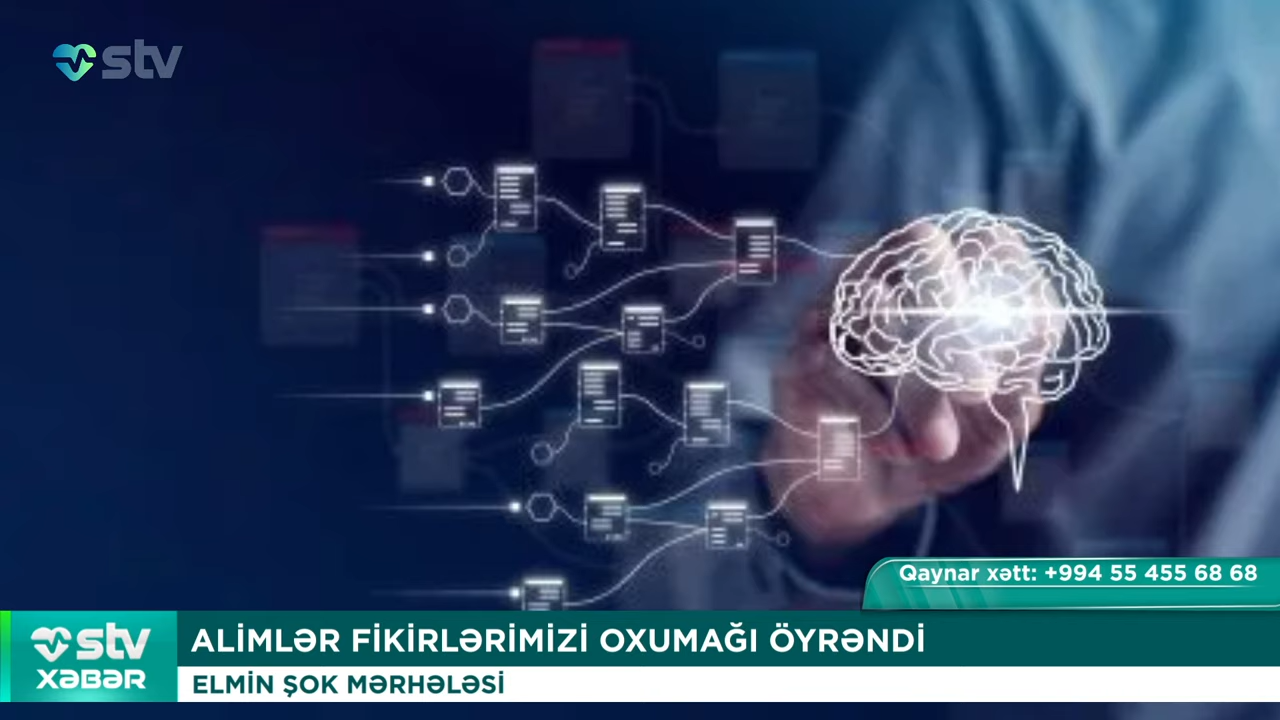 stv
Qaynar xətt: +994 55 455 68 68
stv
XƏBƏR
ALİMLƏR FİKİRLƏRİMİZİ OXUMAĞI ÖYRƏNDİ
ELMİN ŞOK MƏRHƏLƏSİ